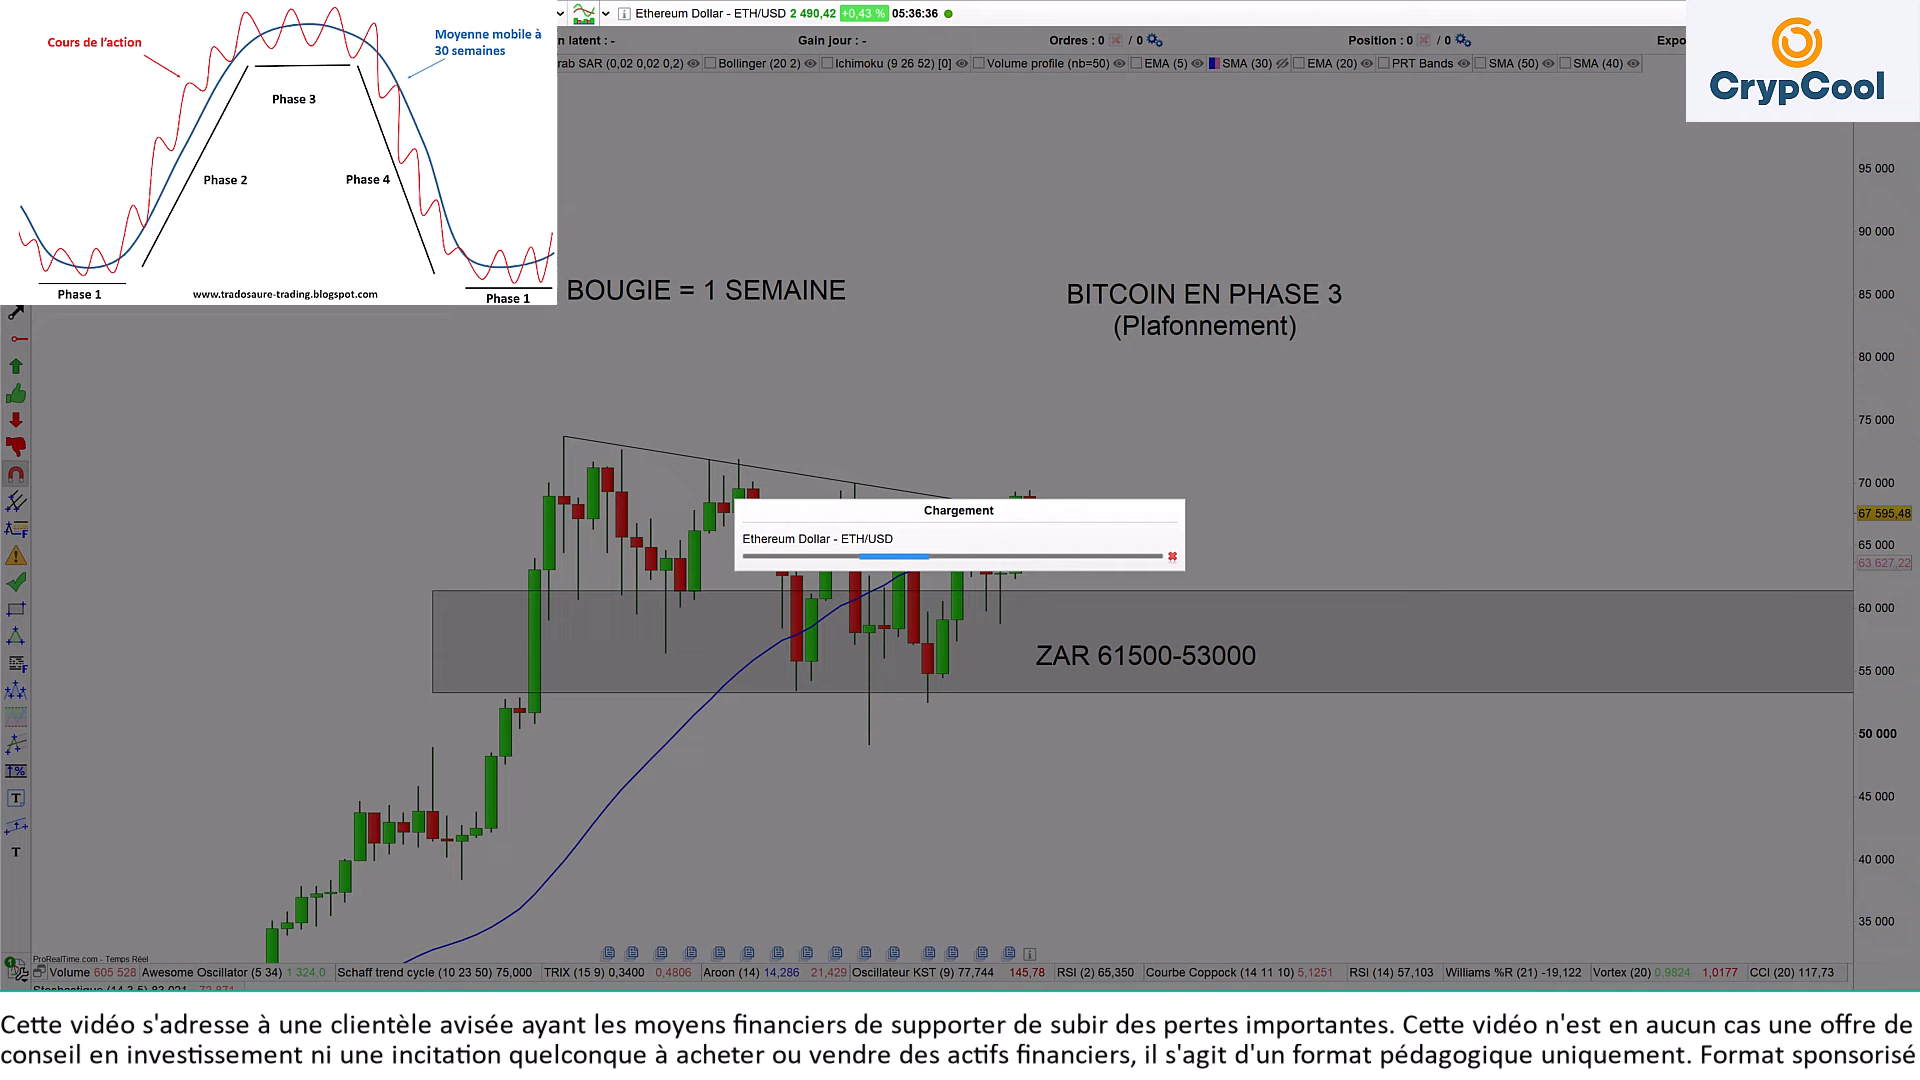 Cours de l'action
Moyenne mobile à
30 semaines
Phase 3
Phase 2
Phase 4
Phase 1
www.tradosaure-trading.blogspot.com
Phase 1
Ethereum Dollar - ETH/USD 2 490,42 +0,43 % 05:36:36
n latent : -
Gain jour : -
Ordres : 0 / 0
Position : 0 / 0
Expo
rab SAR (0,02 0,02 0,2) Bollinger (20 2) Ichimoku (9 26 52) [0] Volume profile (nb=50) EMA (5) SMA (30) EMA (20) PRT Bands SMA (50) SMA (40)
CrypCool
95 000
90 000
85 000
80 000
75 000
70 000
67 595,48
65 000
63 627,22
60 000
55 000
50 000
45 000
40 000
35 000
BOUGIE = 1 SEMAINE
BITCOIN EN PHASE 3
(Plafonnement)
Chargement
Ethereum Dollar - ETH/USD
ZAR 61500-53000
ProRealTime.com - Temps Réel
Volume 605 528 Awesome Oscillator (5 34) 1 324,0 Schaff trend cycle (10 23 50) 75,000 TRIX (15 9) 0,3400 0,4806 Aroon (14) 14,286 21,429 Oscillateur KST (9) 77,744 145,78 RSI (2) 65,350 Courbe Coppock (14 11 10) 5,1251 RSI (14) 57,103 Williams %R (21) -19,122 Vortex (20) 0,9824 1,0177 CCI (20) 117,73
Cette vidéo s'adresse à une clientèle avisée ayant les moyens financiers de supporter de subir des pertes importantes. Cette vidéo n'est en aucun cas une offre de
conseil en investissement ni une incitation quelconque à acheter ou vendre des actifs financiers, il s'agit d'un format pédagogique uniquement. Format sponsorisé